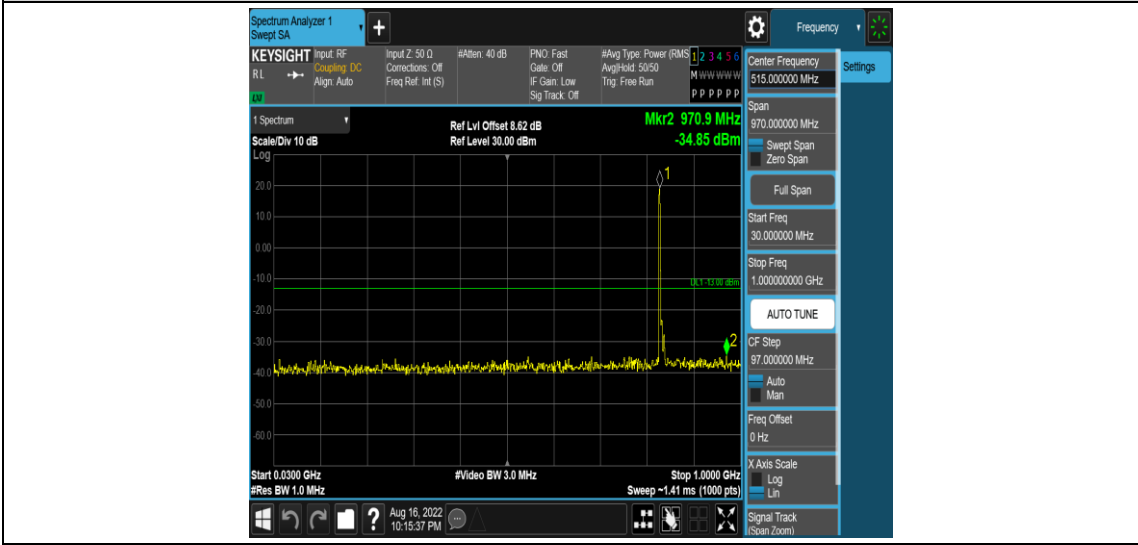 Spectrum Analyzer 1
Swept SA
+
Frequency
KEYSIGHT
RL
LXI
Input: RF
Coupling: DC
Align: Auto
Input Z: 50 Ω
Corrections: Off
Freq Ref: Int (S)
#Atten: 40 dB
PNO: Fast
Gate: Off
IF Gain: Low
Sig Track: Off
#Avg Type: Power (RMS
Avg|Hold: 50/50
Trig: Free Run
1 2 3 4 5 6
M W W W W W
P P P P P P
1 Spectrum
Scale/Div 10 dB
Log
Ref Lvl Offset 8.62 dB
Ref Level 30.00 dBm
Mkr2 970.9 MHz
-34.85 dBm
1
20.0
10.0
0.00
-10.0
DL1 -13.00 dBm
-20.0
-30.0
2
-40.0
-50.0
-60.0
Start 0.0300 GHz
#Res BW 1.0 MHz
#Video BW 3.0 MHz
Stop 1.0000 GHz
Sweep ~1.41 ms (1000 pts)
?
Aug 16, 2022
10:15:37 PM
Center Frequency
515.000000 MHz
Settings
Span
970.000000 MHz
Swept Span
Zero Span
Full Span
Start Freq
30.000000 MHz
Stop Freq
1.000000000 GHz
AUTO TUNE
CF Step
97.000000 MHz
Auto
Man
Freq Offset
0 Hz
X Axis Scale
Log
Lin
Signal Track
(Span Zoom)